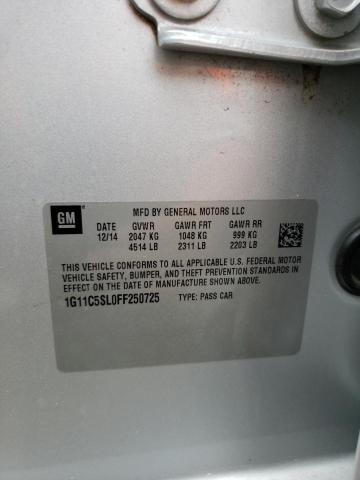 GM
MFD BY GENERAL MOTORS LLC
DATE GVWR GAWR FRT GAWR RR
12/14 2047 KG 1048 KG 999 KG
4514 LB 2311 LB 2203 LB
THIS VEHICLE CONFORMS TO ALL APPLICABLE U.S. FEDERAL MOTOR
VEHICLE SAFETY, BUMPER, AND THEFT PREVENTION STANDARDS IN
EFFECT ON THE DATE OF MANUFACTURE SHOWN ABOVE.
1G11C5SL0FF250725 TYPE: PASS CAR